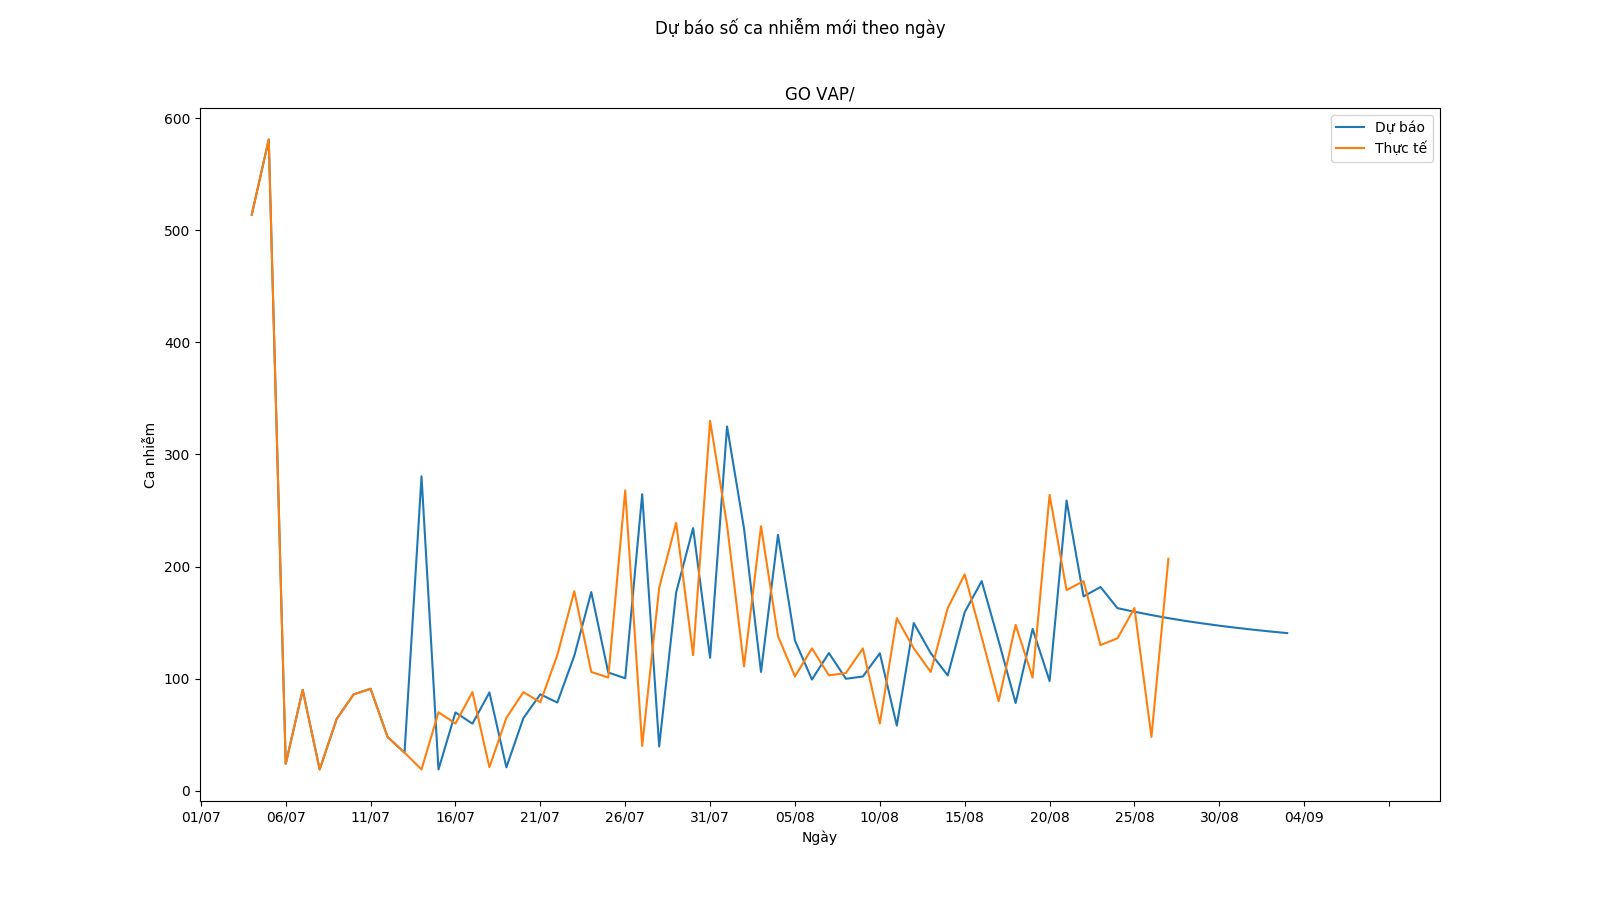 Dự báo số ca nhiễm mới theo ngày
GO VAP/
Dự báo
Thực tế
600
500
400
300
200
100
0
Ca nhiễm
01/07 06/07 11/07 16/07 21/07 26/07 31/07 05/08 10/08 15/08 20/08 25/08 30/08 04/09
Ngày